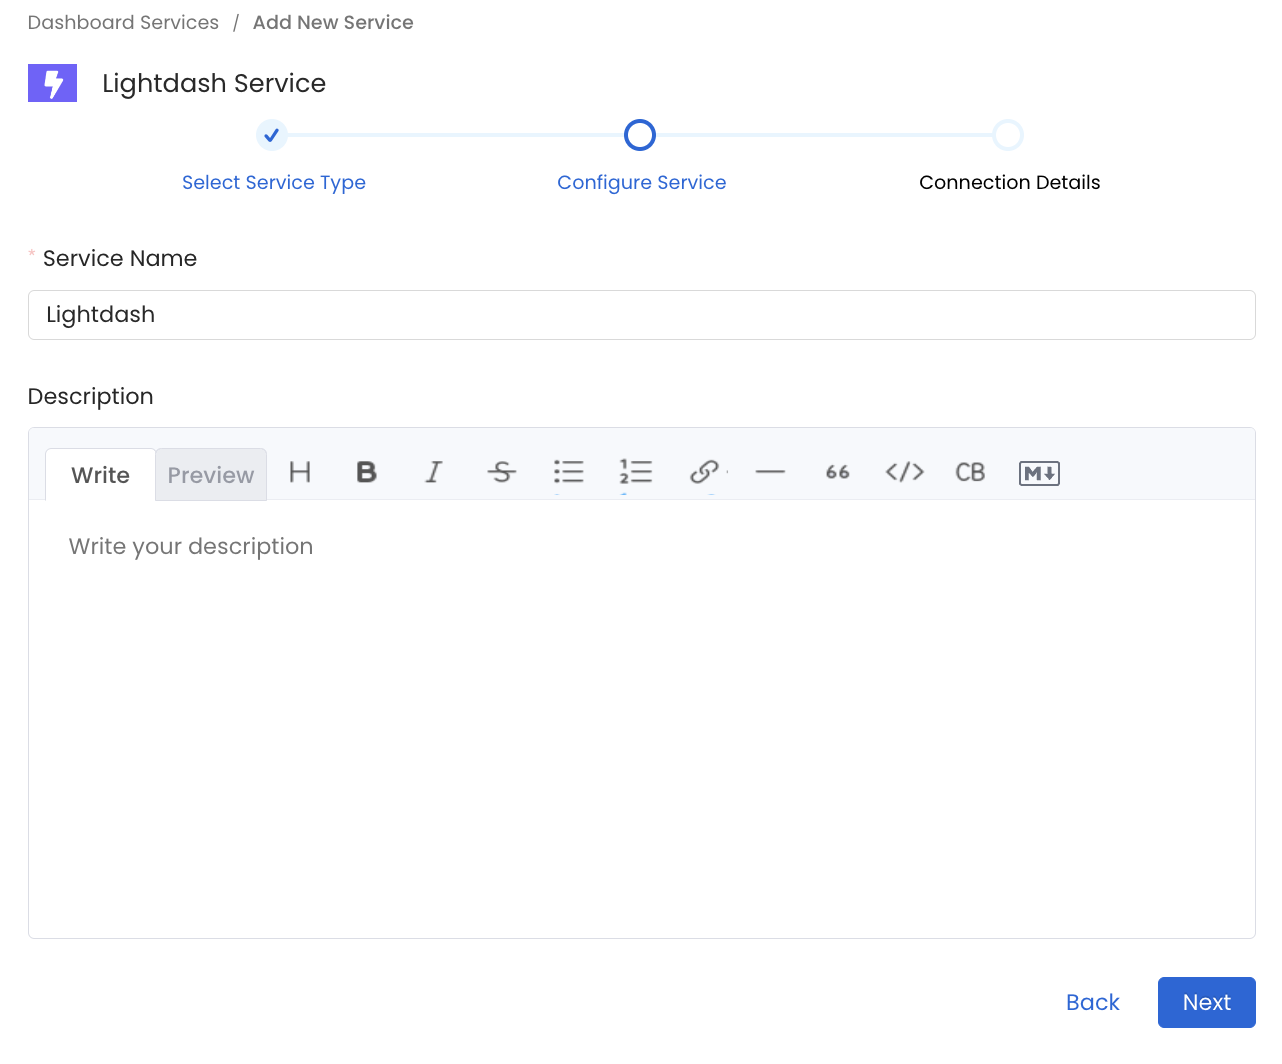 Dashboard Services / Add New Service
Lightdash Service
Select Service Type Configure Service Connection Details
* Service Name
Lightdash
Description
Write Preview H B I S 66 </> CB M↓
Write your description
Back Next